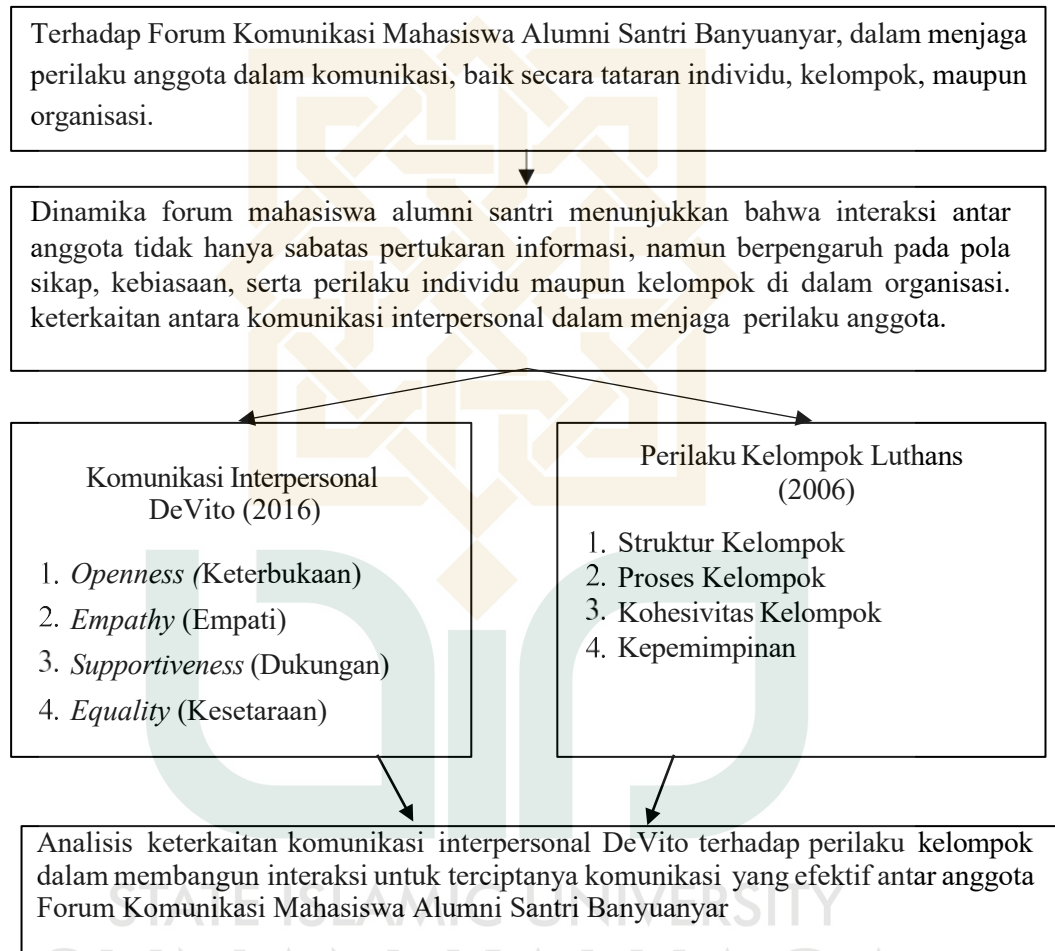 Terhadap Forum Komunikasi Mahasiswa Alumni Santri Banyuanyar, dalam menjaga
perilaku anggota dalam komunikasi, baik secara tataran individu, kelompok, maupun
organisasi.
Dinamika forum mahasiswa alumni santri menunjukkan bahwa interaksi antar
anggota tidak hanya sabatas pertukaran informasi, namun berpengaruh pada pola
sikap, kebiasaan, serta perilaku individu maupun kelompok di dalam organisasi.
keterkaitan antara komunikasi interpersonal dalam menjaga perilaku anggota.
Komunikasi Interpersonal
DeVito (2016)
1. Openness (Keterbukaan)
2. Empathy (Empati)
3. Supportiveness (Dukungan)
4. Equality (Kesetaraan)
Perilaku Kelompok Luthans
(2006)
1. Struktur Kelompok
2. Proses Kelompok
3. Kohesivitas Kelompok
4. Kepemimpinan
Analisis keterkaitan komunikasi interpersonal DeVito terhadap perilaku kelompok
dalam membangun interaksi untuk terciptanya komunikasi yang efektif antar anggota
Forum Komunikasi Mahasiswa Alumni Santri Banyuanyar
STATE ISLAMIC UNIVERSITY